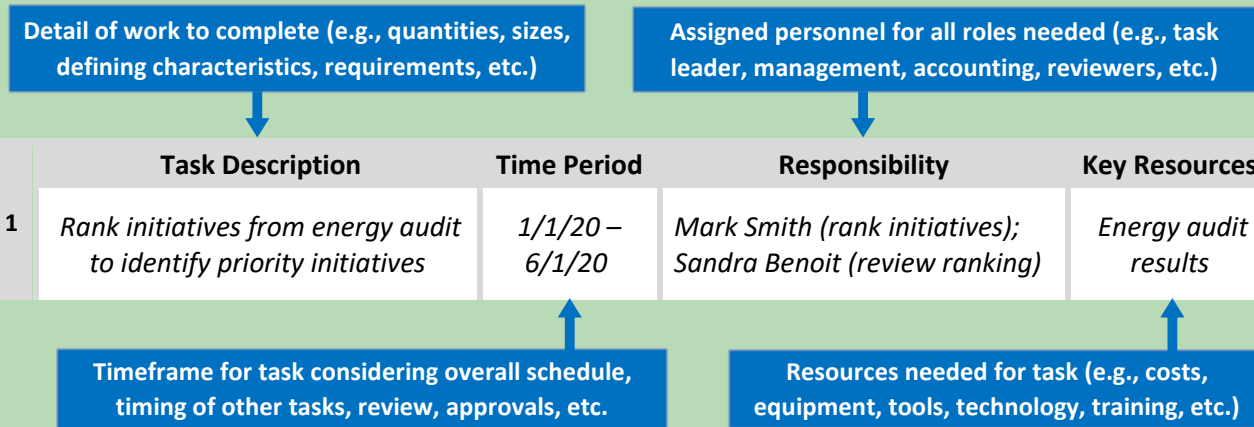 Detail of work to complete (e.g., quantities, sizes,
defining characteristics, requirements, etc.)
Assigned personnel for all roles needed (e.g., task
leader, management, accounting, reviewers, etc.)
Task Description
Time Period
Responsibility
Key Resources
1
Rank initiatives from energy audit
to identify priority initiatives
1/1/20 –
6/1/20
Mark Smith (rank initiatives);
Sandra Benoit (review ranking)
Energy audit
results
Timeframe for task considering overall schedule,
timing of other tasks, review, approvals, etc.
Resources needed for task (e.g., costs,
equipment, tools, technology, training, etc.)